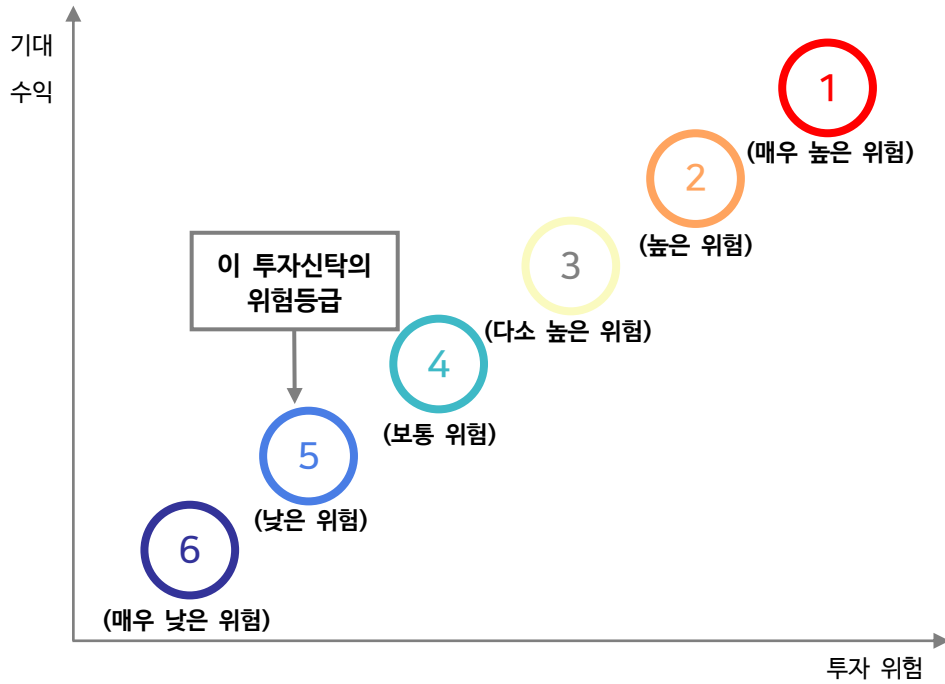 기대
수익
1
(매우 높은 위험)
2
(높은 위험)
3
(다소 높은 위험)
이 투자신탁의
위험등급
4
(보통 위험)
5
(낮은 위험)
6
(매우 낮은 위험)
투자 위험